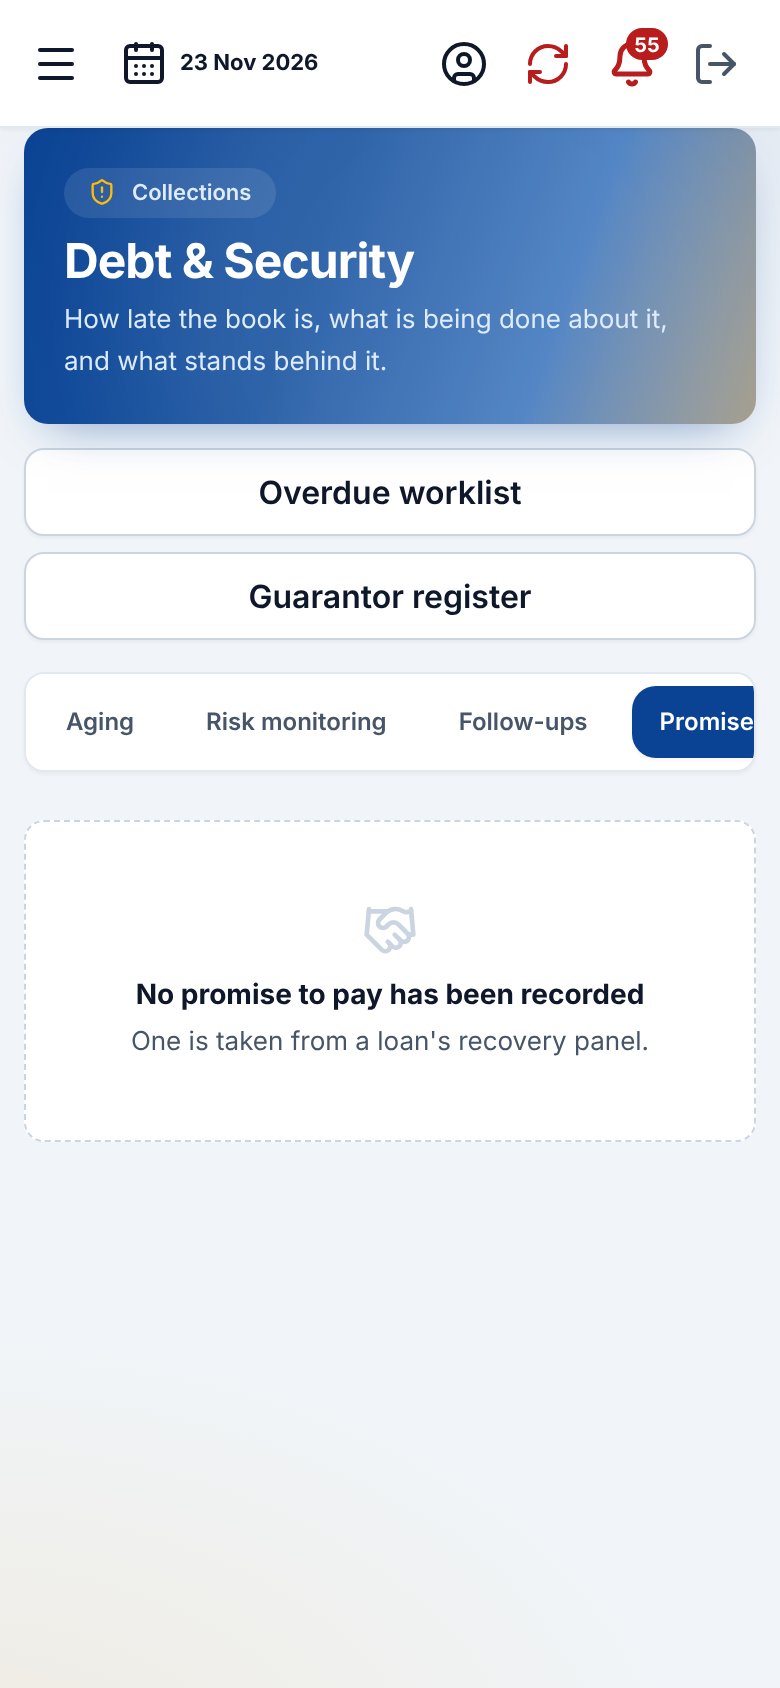 23 Nov 2026
55
Collections
Debt & Security
How late the book is, what is being done about it,
and what stands behind it.
Overdue worklist
Guarantor register
Aging Risk monitoring Follow-ups Promise
No promise to pay has been recorded
One is taken from a loan's recovery panel.